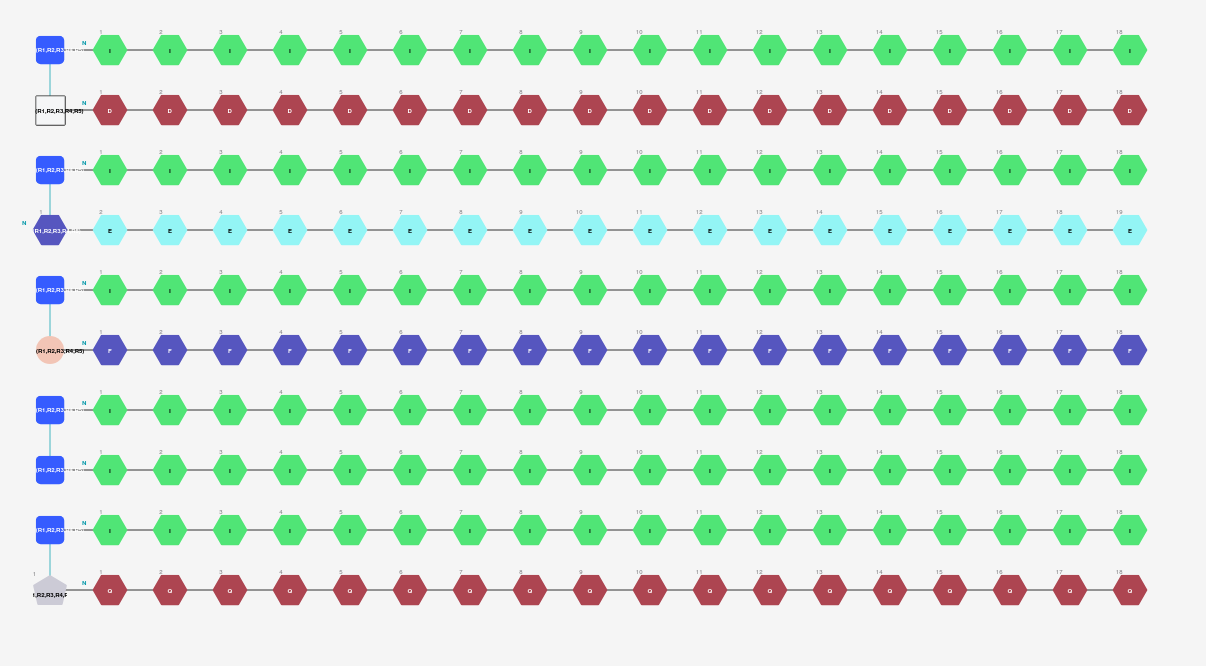 1 2 3 4 5 6 7 8 9 10 11 12 13 14 15 16 17 18
(R1,R2,R3,R4,R5) N I I I I I I I I I I I I I I I I I I
1 2 3 4 5 6 7 8 9 10 11 12 13 14 15 16 17 18
(R1,R2,R3,R4,R5) N D D D D D D D D D D D D D D D D D D
1 2 3 4 5 6 7 8 9 10 11 12 13 14 15 16 17 18
(R1,R2,R3,R4,R5) N I I I I I I I I I I I I I I I I I I
1 2 3 4 5 6 7 8 9 10 11 12 13 14 15 16 17 18 19
N R1,R2,R3,R E E E E E E E E E E E E E E E E E E
1 2 3 4 5 6 7 8 9 10 11 12 13 14 15 16 17 18
(R1,R2,R3,R4,R5) N I I I I I I I I I I I I I I I I I I
1 2 3 4 5 6 7 8 9 10 11 12 13 14 15 16 17 18
(R1,R2,R3,R4,R5) N F F F F F F F F F F F F F F F F F F
1 2 3 4 5 6 7 8 9 10 11 12 13 14 15 16 17 18
(R1,R2,R3,R4,R5) N I I I I I I I I I I I I I I I I I I
1 2 3 4 5 6 7 8 9 10 11 12 13 14 15 16 17 18
(R1,R2,R3,R4,R5) N I I I I I I I I I I I I I I I I I I
1 2 3 4 5 6 7 8 9 10 11 12 13 14 15 16 17 18
(R1,R2,R3,R4,R5) N I I I I I I I I I I I I I I I I I I
1 1 2 3 4 5 6 7 8 9 10 11 12 13 14 15 16 17 18
,R2,R3,R4, N Q Q Q Q Q Q Q Q Q Q Q Q Q Q Q Q Q Q